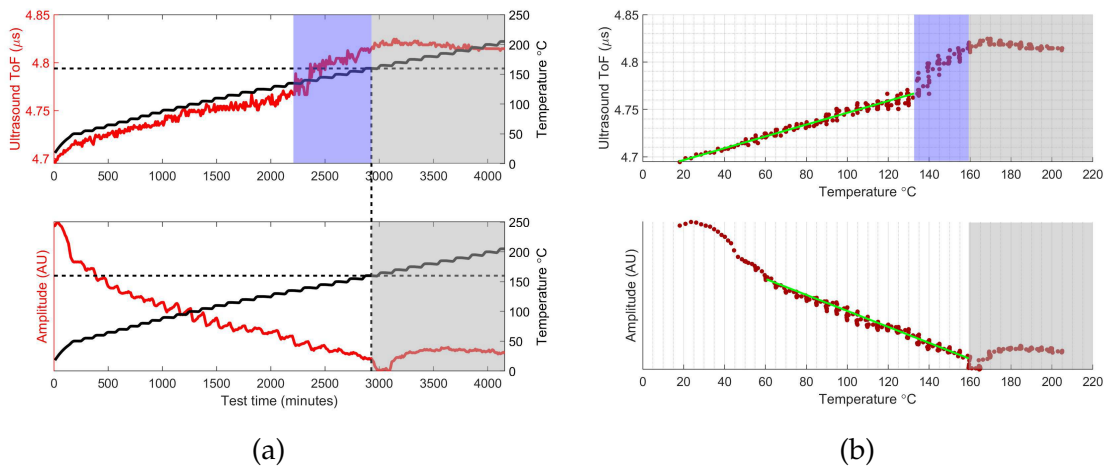 4.85
4.8
4.75
4.7
Ultrasound ToF (μs)
250
200
150
100
50
0
Temperature °C
0 500 1000 1500 2000 2500 3000 3500 4000
4.85
4.8
4.75
4.7
Ultrasound ToF (μs)
0 20 40 60 80 100 120 140 160 180 200 220
Temperature °C
Amplitude (AU)
250
200
150
100
50
0
Temperature °C
0 500 1000 1500 2000 2500 3000 3500 4000
Test time (minutes)
Amplitude (AU)
0 20 40 60 80 100 120 140 160 180 200 220
Temperature °C
(a)
(b)